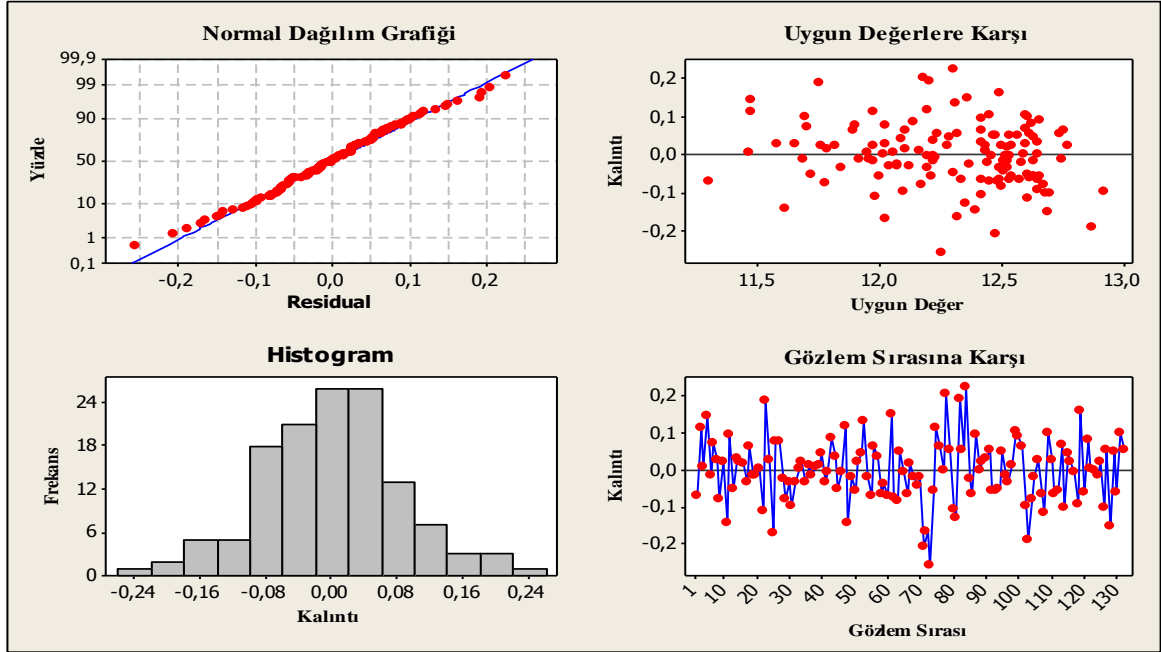 Normal Dağılım Grafiği
Yüzde
99,9
99
90
50
10
1
0,1
-0,2 -0,1 0,0 0,1 0,2
Residual
Uygun Değerlere Karşı
Kalıntı
0,2
0,1
0,0
-0,1
-0,2
11,5 12,0 12,5 13,0
Uygun Değer
Histogram
Frekans
24
18
12
6
0
-0,24 -0,16 -0,08 0,00 0,08 0,16 0,24
Kalıntı
Gözlem Sırasına Karşı
Kalıntı
0,2
0,1
0,0
-0,1
-0,2
1 10 20 30 40 50 60 70 80 90 100 110 120 130
Gözlem Sırası